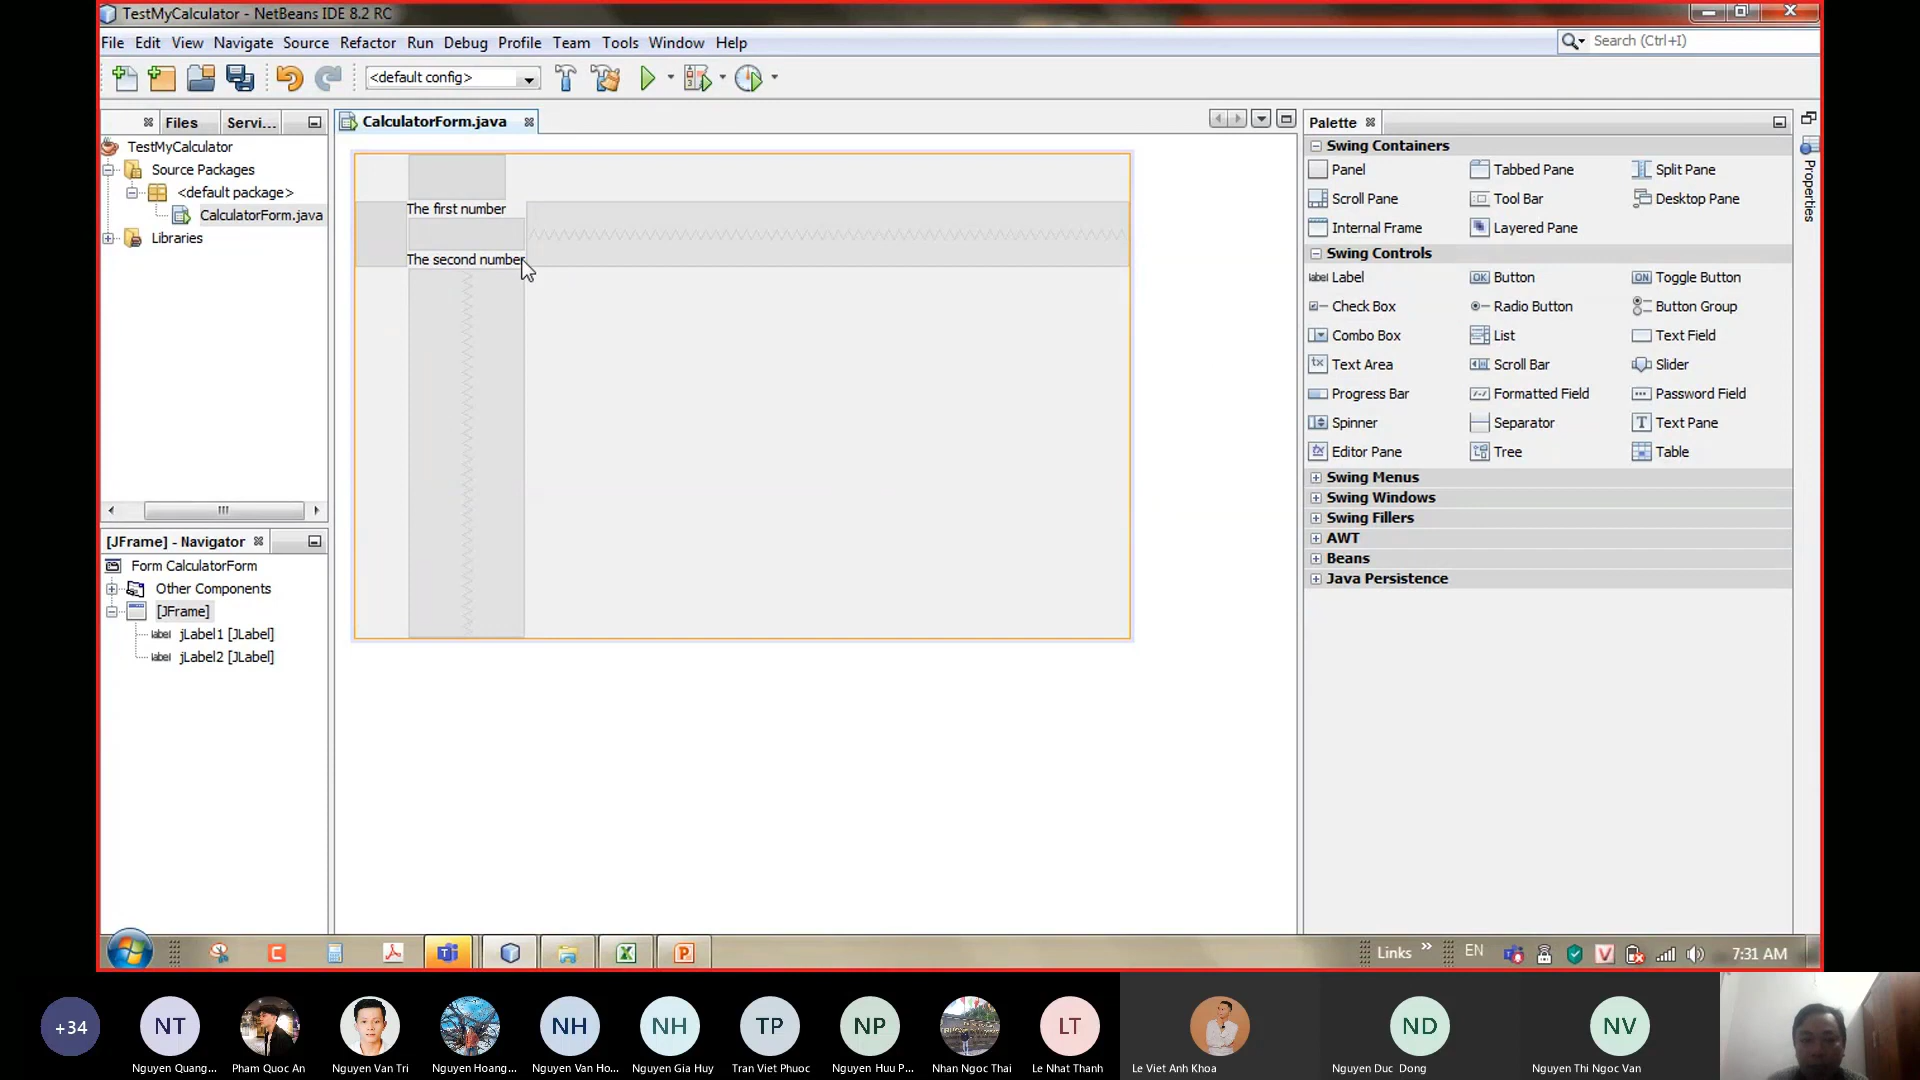 TestMyCalculator - NetBeans IDE 8.2 RC
File Edit View Navigate Source Refactor Run Debug Profile Team Tools Window Help
Search (Ctrl+I)
<default config>
Files Servi... CalculatorForm.java
TestMyCalculator
Source Packages
<default package>
CalculatorForm.java
Libraries
[JFrame] - Navigator
Form CalculatorForm
Other Components
[JFrame]
label jLabel1 [JLabel]
label jLabel2 [JLabel]
The first number
The second number
Palette
Swing Containers
Panel Tabbed Pane Split Pane
Scroll Pane Tool Bar Desktop Pane
Internal Frame Layered Pane
Swing Controls
label Label OK Button ON Toggle Button
Check Box Radio Button Button Group
Combo Box List Text Field
Text Area Scroll Bar Slider
Progress Bar Formatted Field Password Field
Spinner Separator Text Pane
Editor Pane Tree Table
Swing Menus
Swing Windows
Swing Fillers
AWT
Beans
Java Persistence
Properties
Links » EN 7:31 AM
+34 NT NH NH TP NP LT ND NV
Nguyen Quang... Pham Quoc An Nguyen Van Tri Nguyen Hoang... Nguyen Van Ho... Nguyen Gia Huy Tran Viet Phuoc Nguyen Huu P... Nhan Ngoc Thai Le Nhat Thanh Le Viet Anh Khoa Nguyen Duc Dong Nguyen Thi Ngoc Van